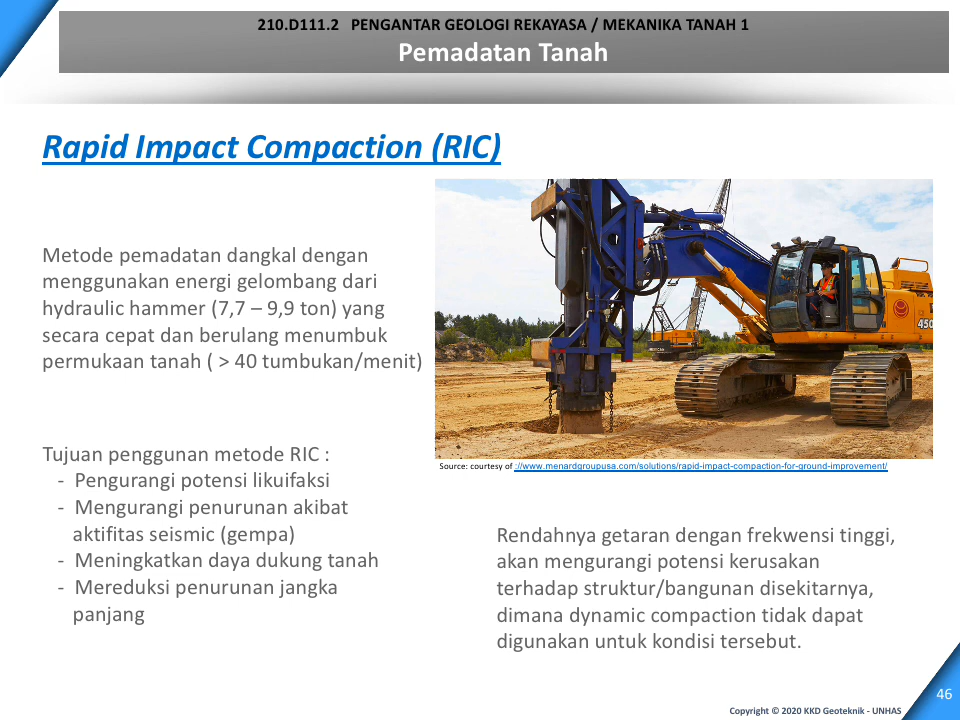 210.D111.2 PENGANTAR GEOLOGI REKAYASA / MEKANIKA TANAH 1
Pemadatan Tanah
Rapid Impact Compaction (RIC)
Metode pemadatan dangkal dengan
menggunakan energi gelombang dari
hydraulic hammer (7,7 – 9,9 ton) yang
secara cepat dan berulang menumbuk
permukaan tanah ( > 40 tumbukan/menit)
450
Source: courtesy of ://www.menardgroupusa.com/solutions/rapid-impact-compaction-for-ground-improvement/
Tujuan penggunan metode RIC :
- Pengurangi potensi likuifaksi
- Mengurangi penurunan akibat
aktifitas seismic (gempa)
- Meningkatkan daya dukung tanah
- Mereduksi penurunan jangka
panjang
Rendahnya getaran dengan frekwensi tinggi,
akan mengurangi potensi kerusakan
terhadap struktur/bangunan disekitarnya,
dimana dynamic compaction tidak dapat
digunakan untuk kondisi tersebut.
46
Copyright © 2020 KKD Geoteknik - UNHAS